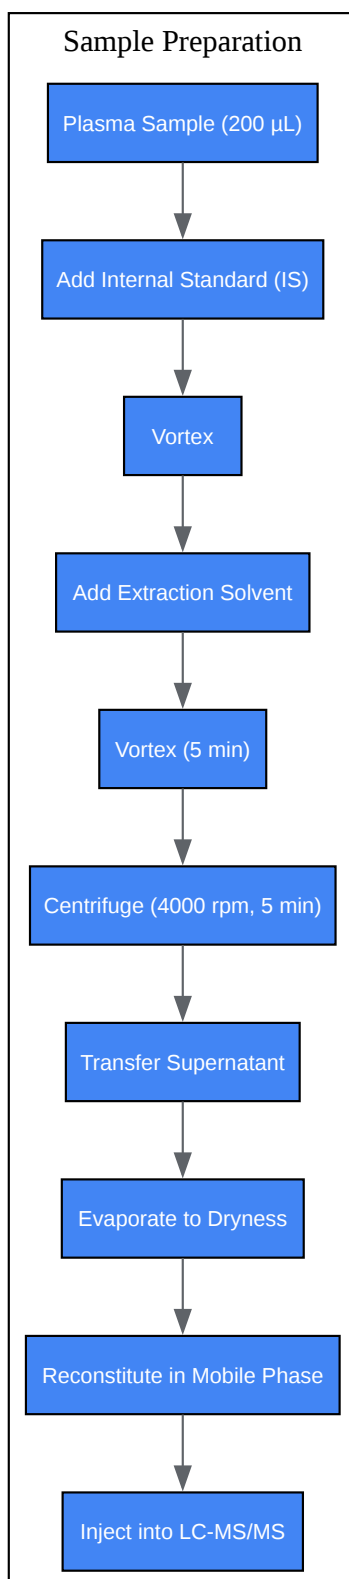 Sample Preparation
Plasma Sample (200 µL)
Add Internal Standard (IS)
Vortex
Add Extraction Solvent
Vortex (5 min)
Centrifuge (4000 rpm, 5 min)
Transfer Supernatant
Evaporate to Dryness
Reconstitute in Mobile Phase
Inject into LC-MS/MS